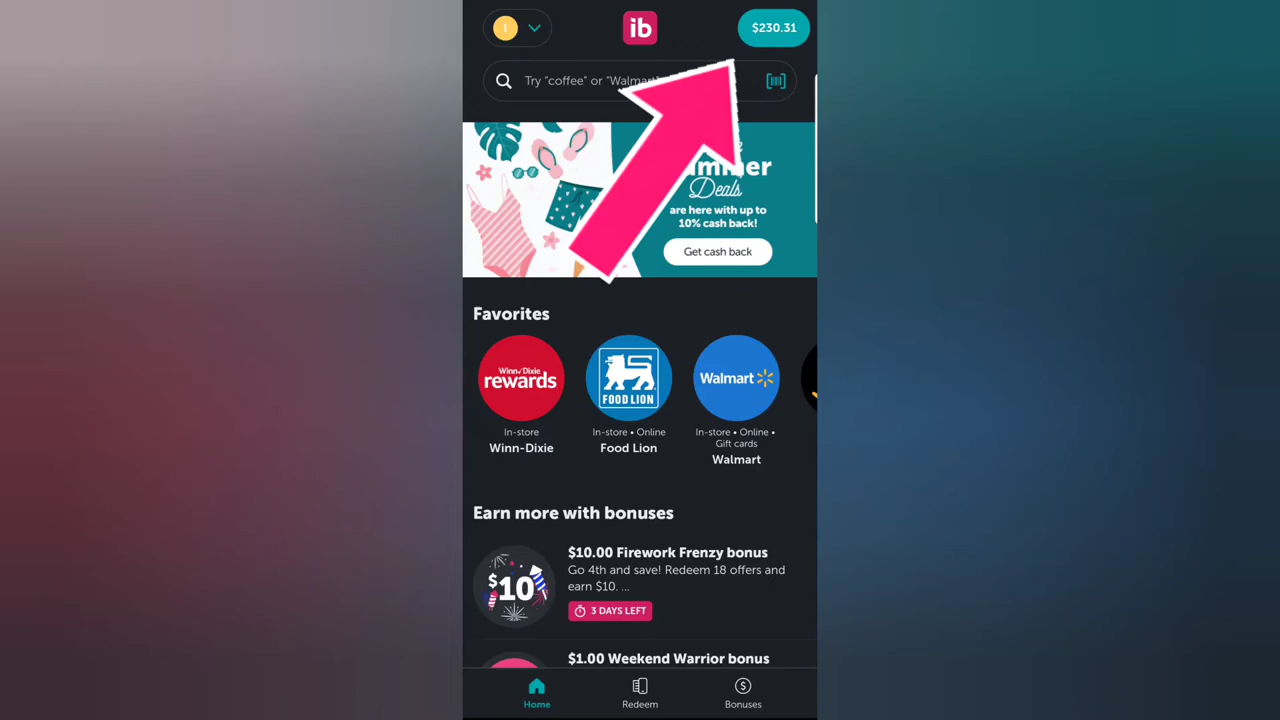 i
ib
$230.31
Try "coffee" or "Walmart
Deals
are here with up to
10% cash back!
Get cash back
Favorites
Winn Dixie
rewards
FOOD LION
Walmart
In-store
In-store • Online
In-store • Online •
Gift cards
Winn-Dixie
Food Lion
Walmart
Earn more with bonuses
$10
$10.00 Firework Frenzy bonus
Go 4th and save! Redeem 18 offers and
earn $10. ...
3 DAYS LEFT
$1.00 Weekend Warrior bonus
Home
Redeem
Bonuses